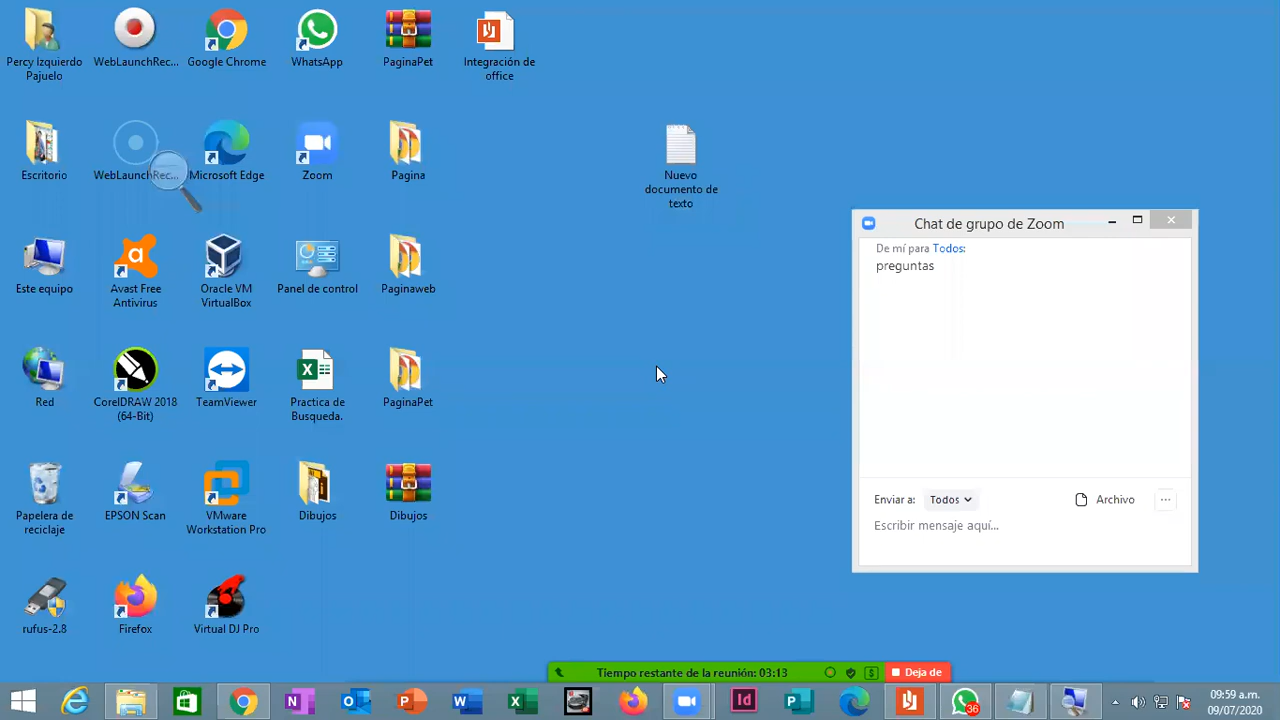 Percy Izquierdo
Pajuelo
WebLaunchRec...
Google Chrome
WhatsApp
PaginaPet
Integración de
office
Escritorio
WebLaunchRec...
Microsoft Edge
Zoom
Pagina
Nuevo
documento de
texto
Este equipo
Avast Free
Antivirus
Oracle VM
VirtualBox
Panel de control
Paginaweb
Red
CorelDRAW 2018
(64-Bit)
TeamViewer
Practica de
Busqueda.
PaginaPet
Papelera de
reciclaje
EPSON Scan
VMware
Workstation Pro
Dibujos
Dibujos
rufus-2.8
Firefox
Virtual DJ Pro
Chat de grupo de Zoom
De mí para Todos:
preguntas
Enviar a: Todos
Archivo
Escribir mensaje aquí...
Tiempo restante de la reunión: 03:13
Deja de
36
09:59 a.m.
09/07/2020